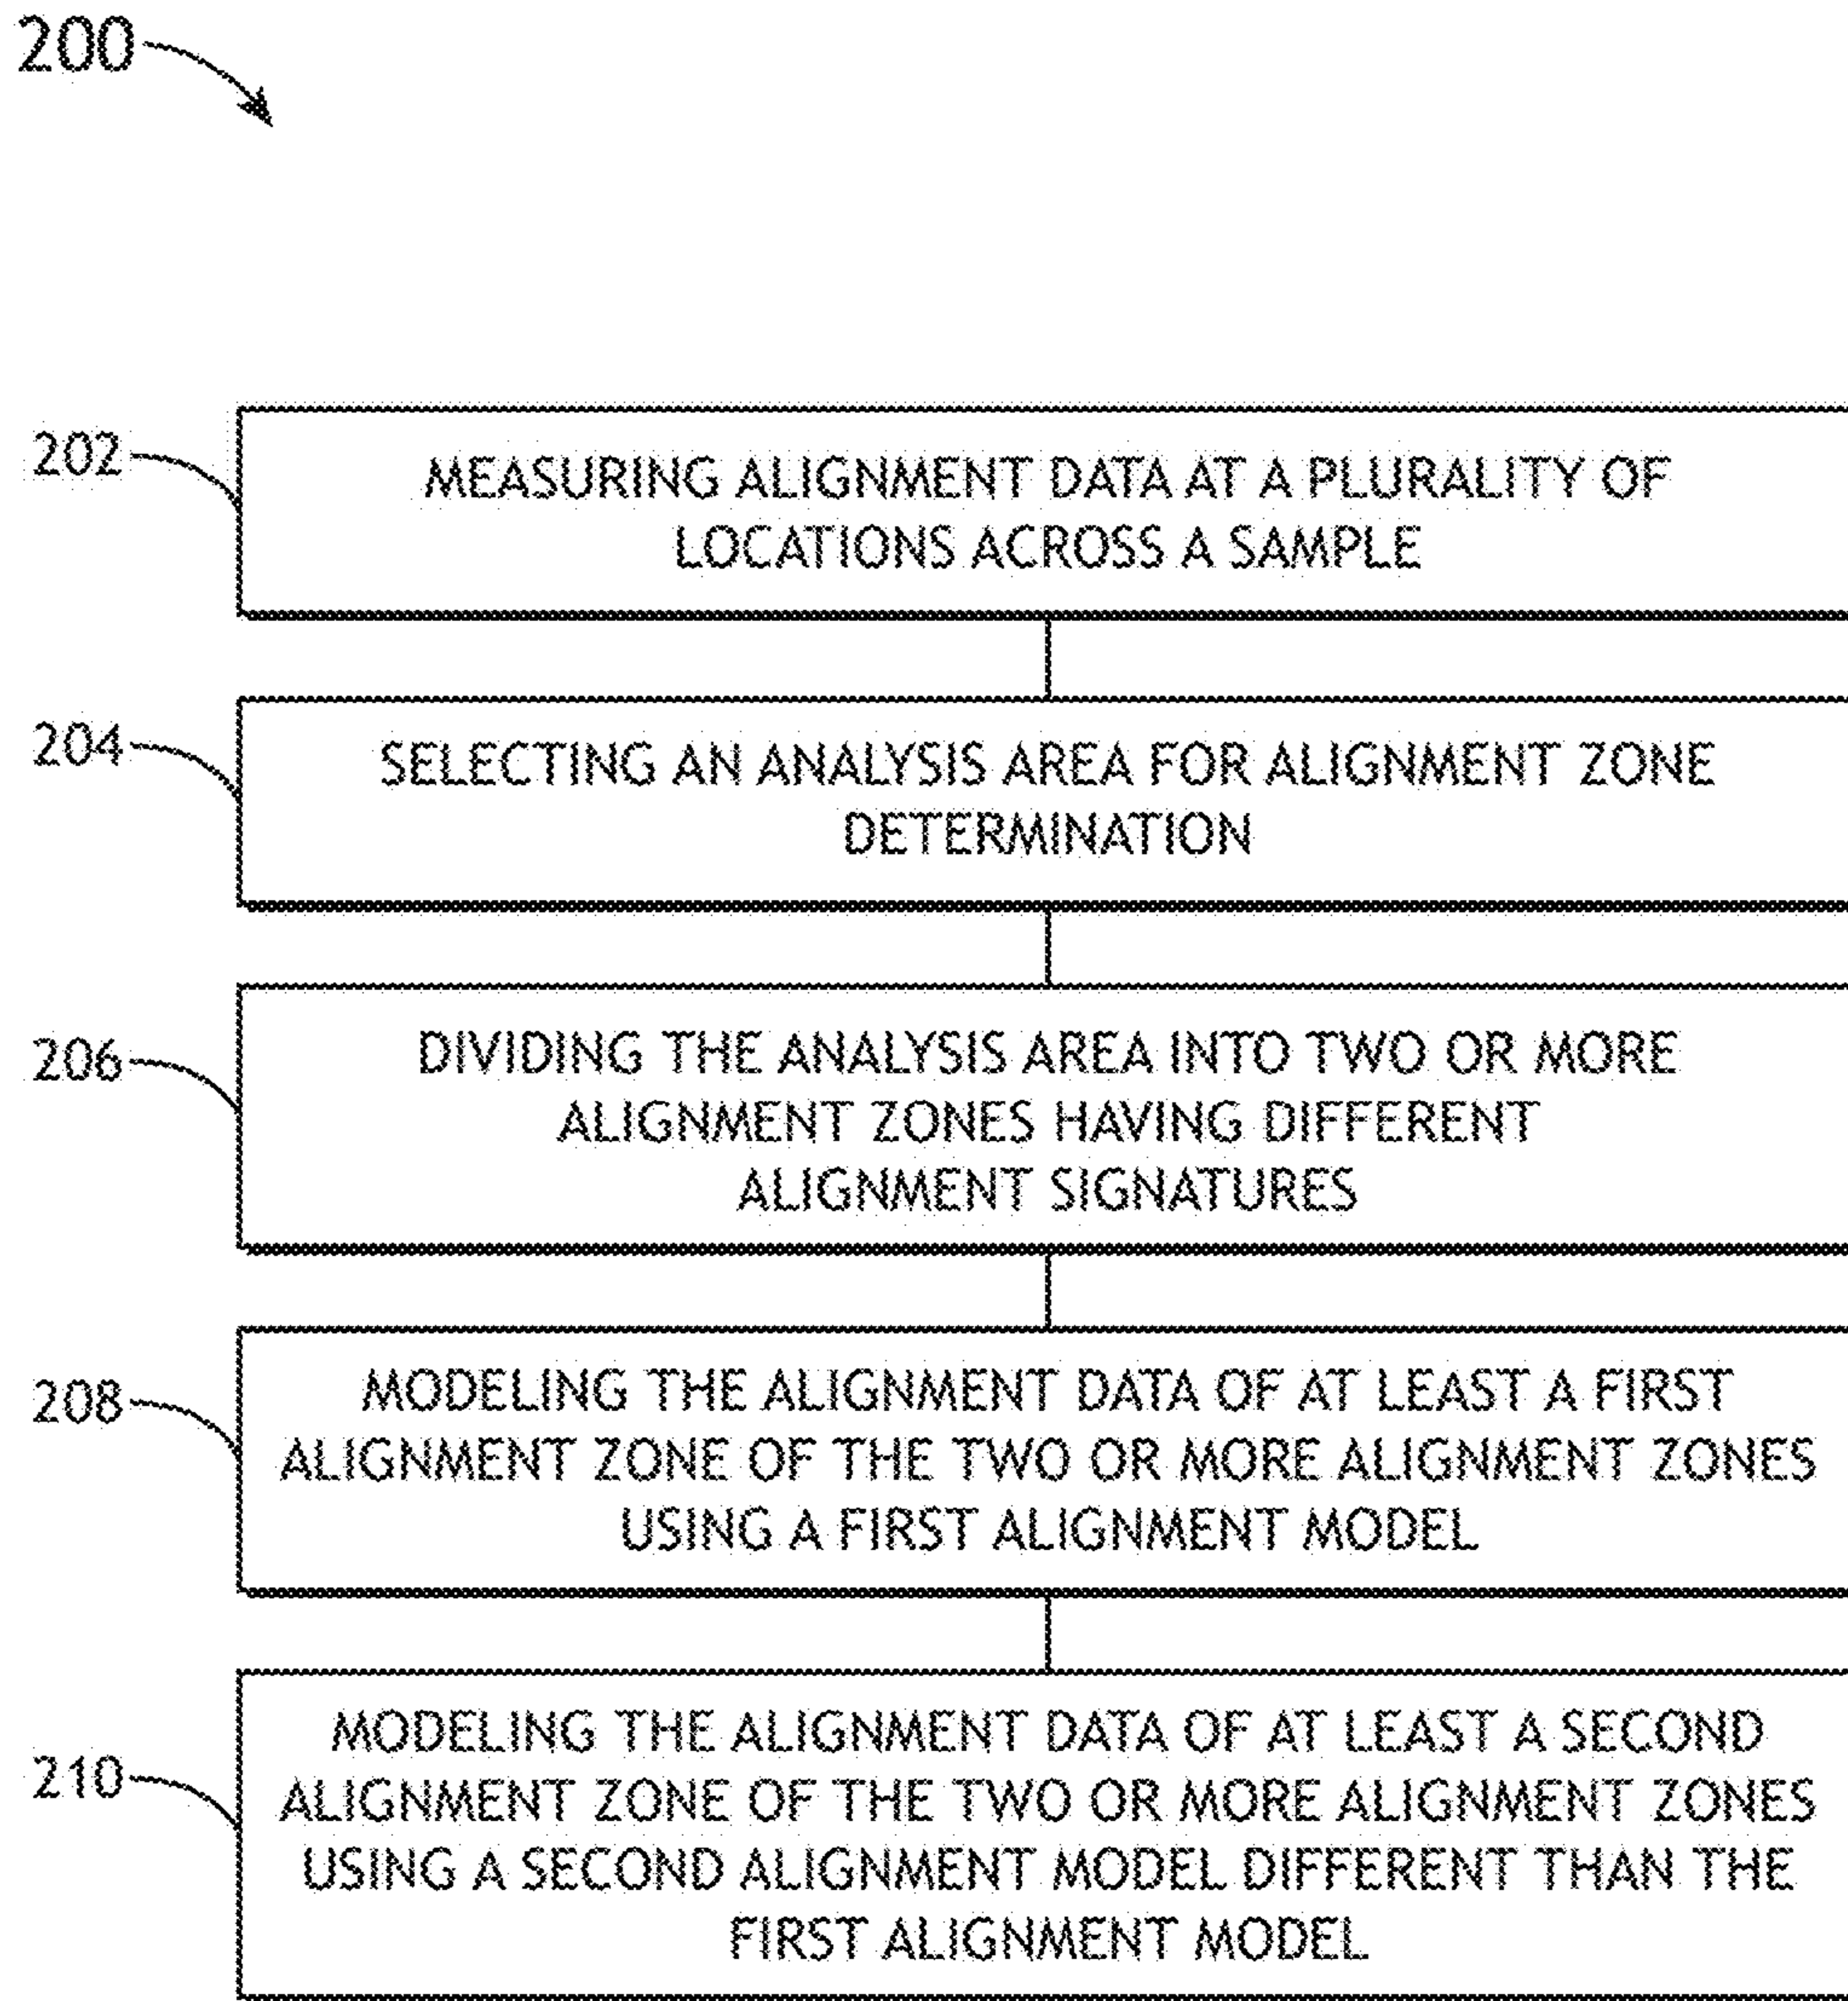 200
202
MEASURING ALIGNMENT DATA AT A PLURALITY OF
LOCATIONS ACROSS A SAMPLE
204
SELECTING AN ANALYSIS AREA FOR ALIGNMENT ZONE
DETERMINATION
206
DIVIDING THE ANALYSIS AREA INTO TWO OR MORE
ALIGNMENT ZONES HAVING DIFFERENT
ALIGNMENT SIGNATURES
208
MODELING THE ALIGNMENT DATA OF AT LEAST A FIRST
ALIGNMENT ZONE OF THE TWO OR MORE ALIGNMENT ZONES
USING A FIRST ALIGNMENT MODEL
210
MODELING THE ALIGNMENT DATA OF AT LEAST A SECOND
ALIGNMENT ZONE OF THE TWO OR MORE ALIGNMENT ZONES
USING A SECOND ALIGNMENT MODEL DIFFERENT THAN THE
FIRST ALIGNMENT MODEL